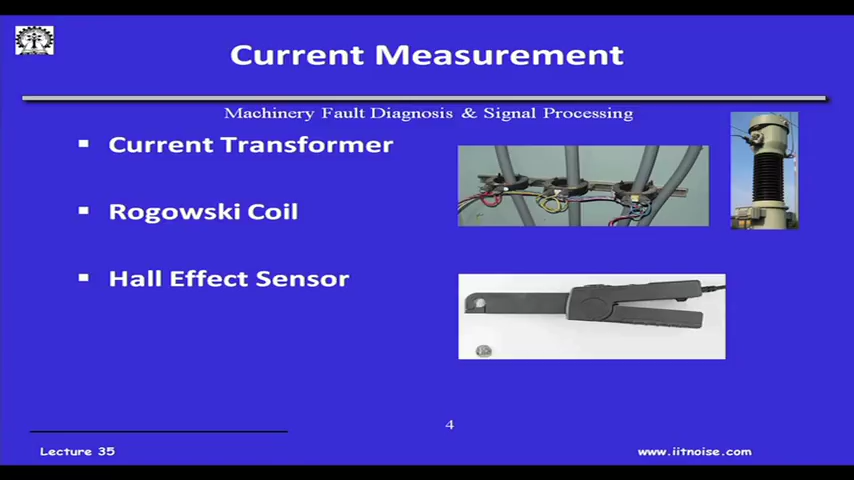 Current Measurement
Machinery Fault Diagnosis & Signal Processing
Current Transformer
Rogowski Coil
Hall Effect Sensor
4
Lecture 35
www.iitnoise.com